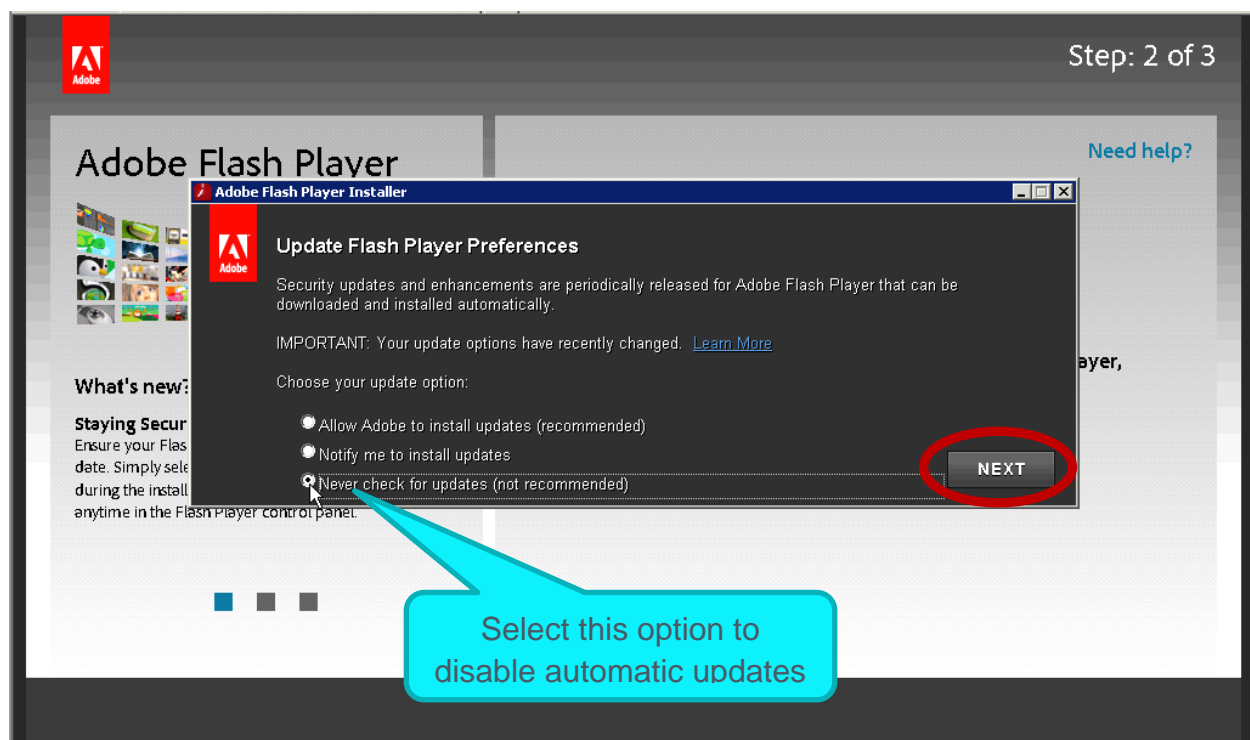 Adobe
Step: 2 of 3
Adobe Flash Player
Need help?
Adobe Flash Player Installer
Adobe
Update Flash Player Preferences
Security updates and enhancements are periodically released for Adobe Flash Player that can be
downloaded and installed automatically.
IMPORTANT: Your update options have recently changed. Learn More
Choose your update option:
Allow Adobe to install updates (recommended)
Notify me to install updates
Never check for updates (not recommended)
NEXT
ayer,
What's new?
Staying Secur
Ensure your Flas
date. Simply sele
during the install
anytime in the Flash Player control panel.
Select this option to
disable automatic updates